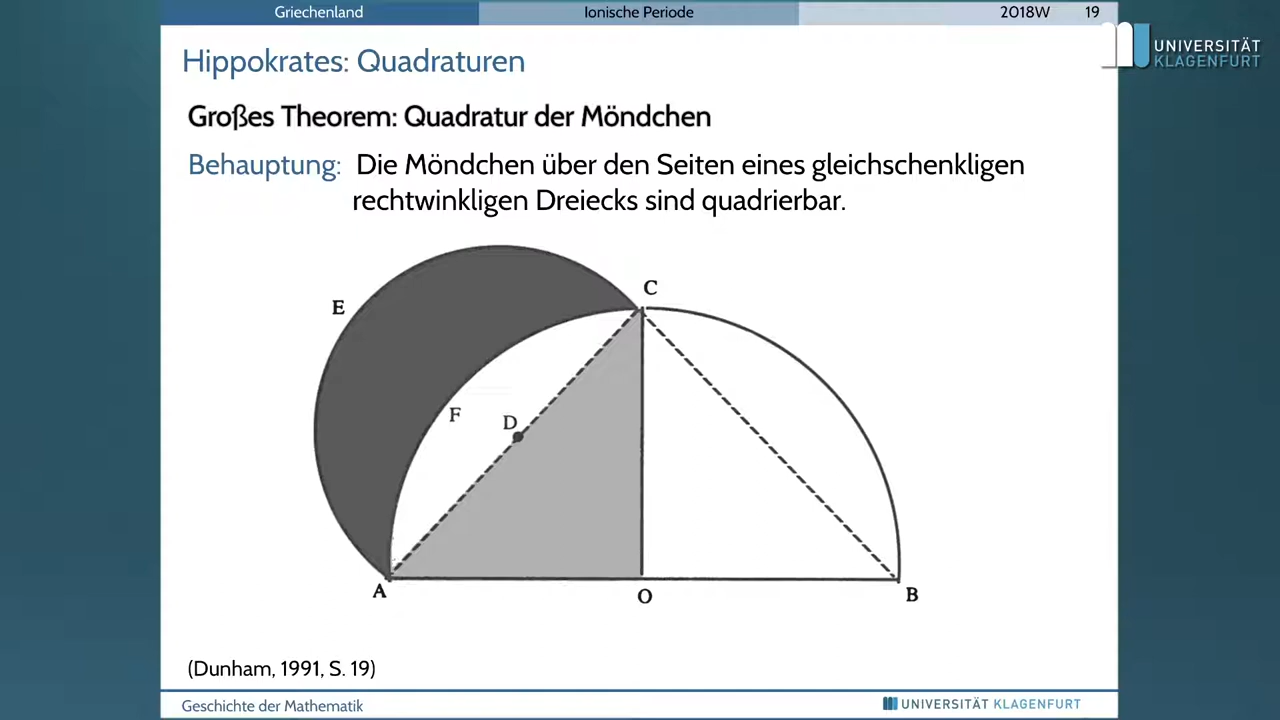 Griechenland Ionische Periode 2018W 19
UNIVERSITÄT
KLAGENFURT
Hippokrates: Quadraturen
Großes Theorem: Quadratur der Möndchen
Behauptung: Die Möndchen über den Seiten eines gleichschenkligen
rechtwinkligen Dreiecks sind quadrierbar.
C
E
F
D
A
O
B
(Dunham, 1991, S. 19)
Geschichte der Mathematik UNIVERSITÄT KLAGENFURT